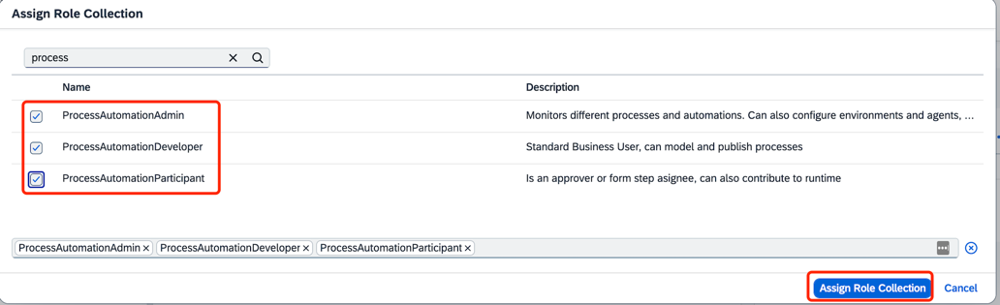 Assign Role Collection
process
Name Description
ProcessAutomationAdmin Monitors different processes and automations. Can also configure environments and agents, ...
ProcessAutomationDeveloper Standard Business User, can model and publish processes
ProcessAutomationParticipant Is an approver or form step asignee, can also contribute to runtime
ProcessAutomationAdmin ProcessAutomationDeveloper ProcessAutomationParticipant
Assign Role Collection Cancel